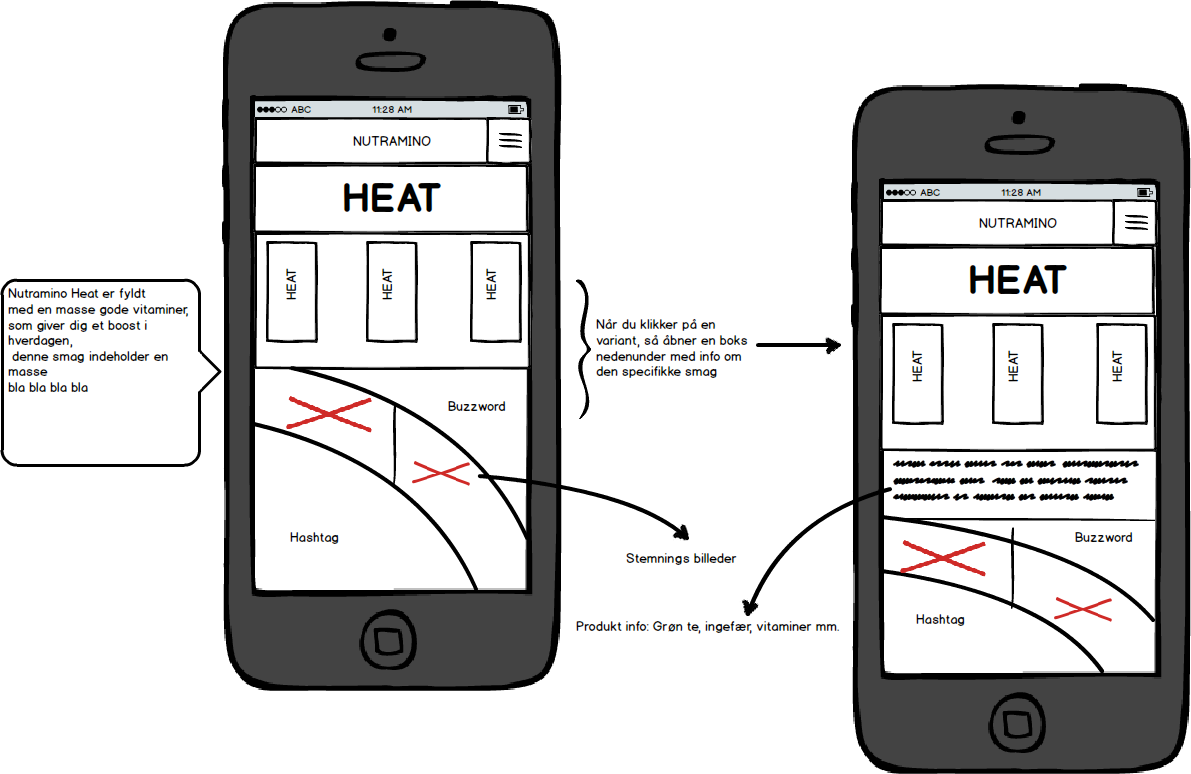 ABC 11:28 AM
NUTRAMINO
HEAT
HEAT HEAT HEAT
Nutramino Heat er fyldt
med en masse gode vitaminer,
som giver dig et boost i
hverdagen,
denne smag indeholder en
masse
bla bla bla bla
Buzzword
Hashtag
Når du klikker på en
variant, så åbner en boks
nedenunder med info om
den specifikke smag
Stemnings billeder
Produkt info: Grøn te, ingefær, vitaminer mm.
ABC 11:28 AM
NUTRAMINO
HEAT
HEAT HEAT HEAT
Buzzword
Hashtag